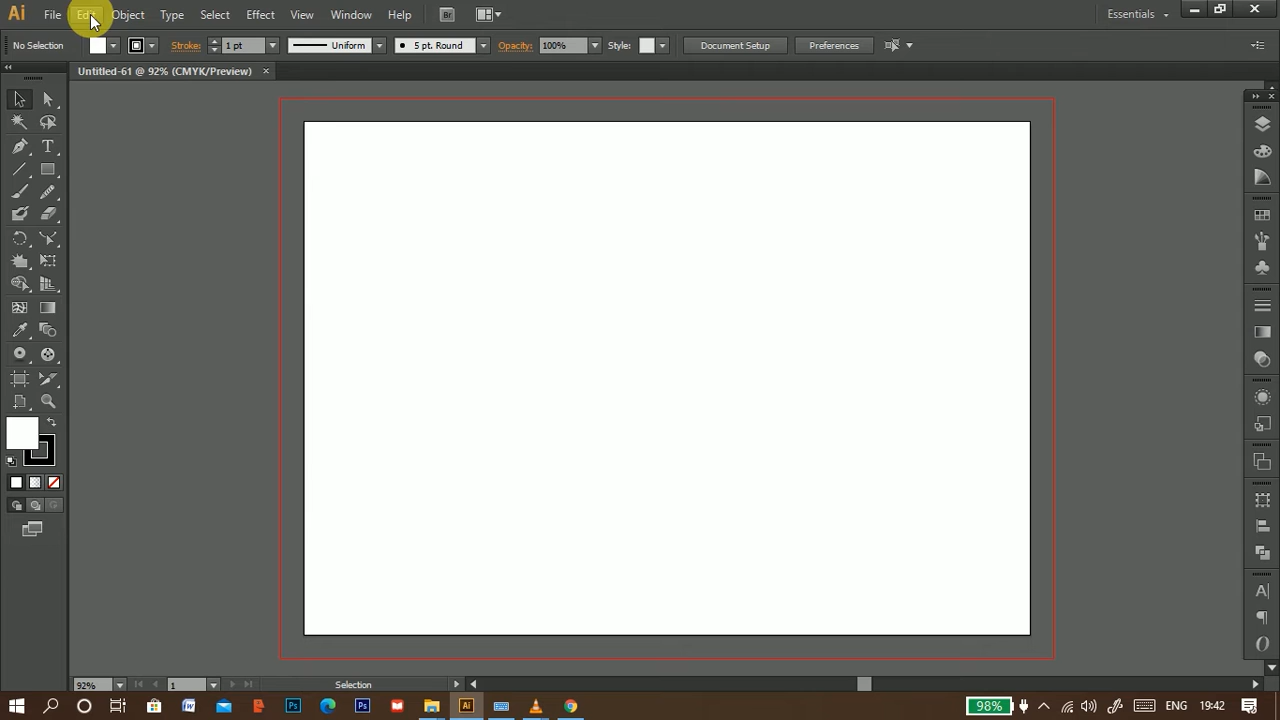 Ai File Edit Object Type Select Effect View Window Help Br Essentials
No Selection Stroke: 1 pt Uniform 5 pt. Round Opacity: 100% Style: Document Setup Preferences
Untitled-61 @ 92% (CMYK/Preview)
92% 1 Selection
98% ENG 19:42